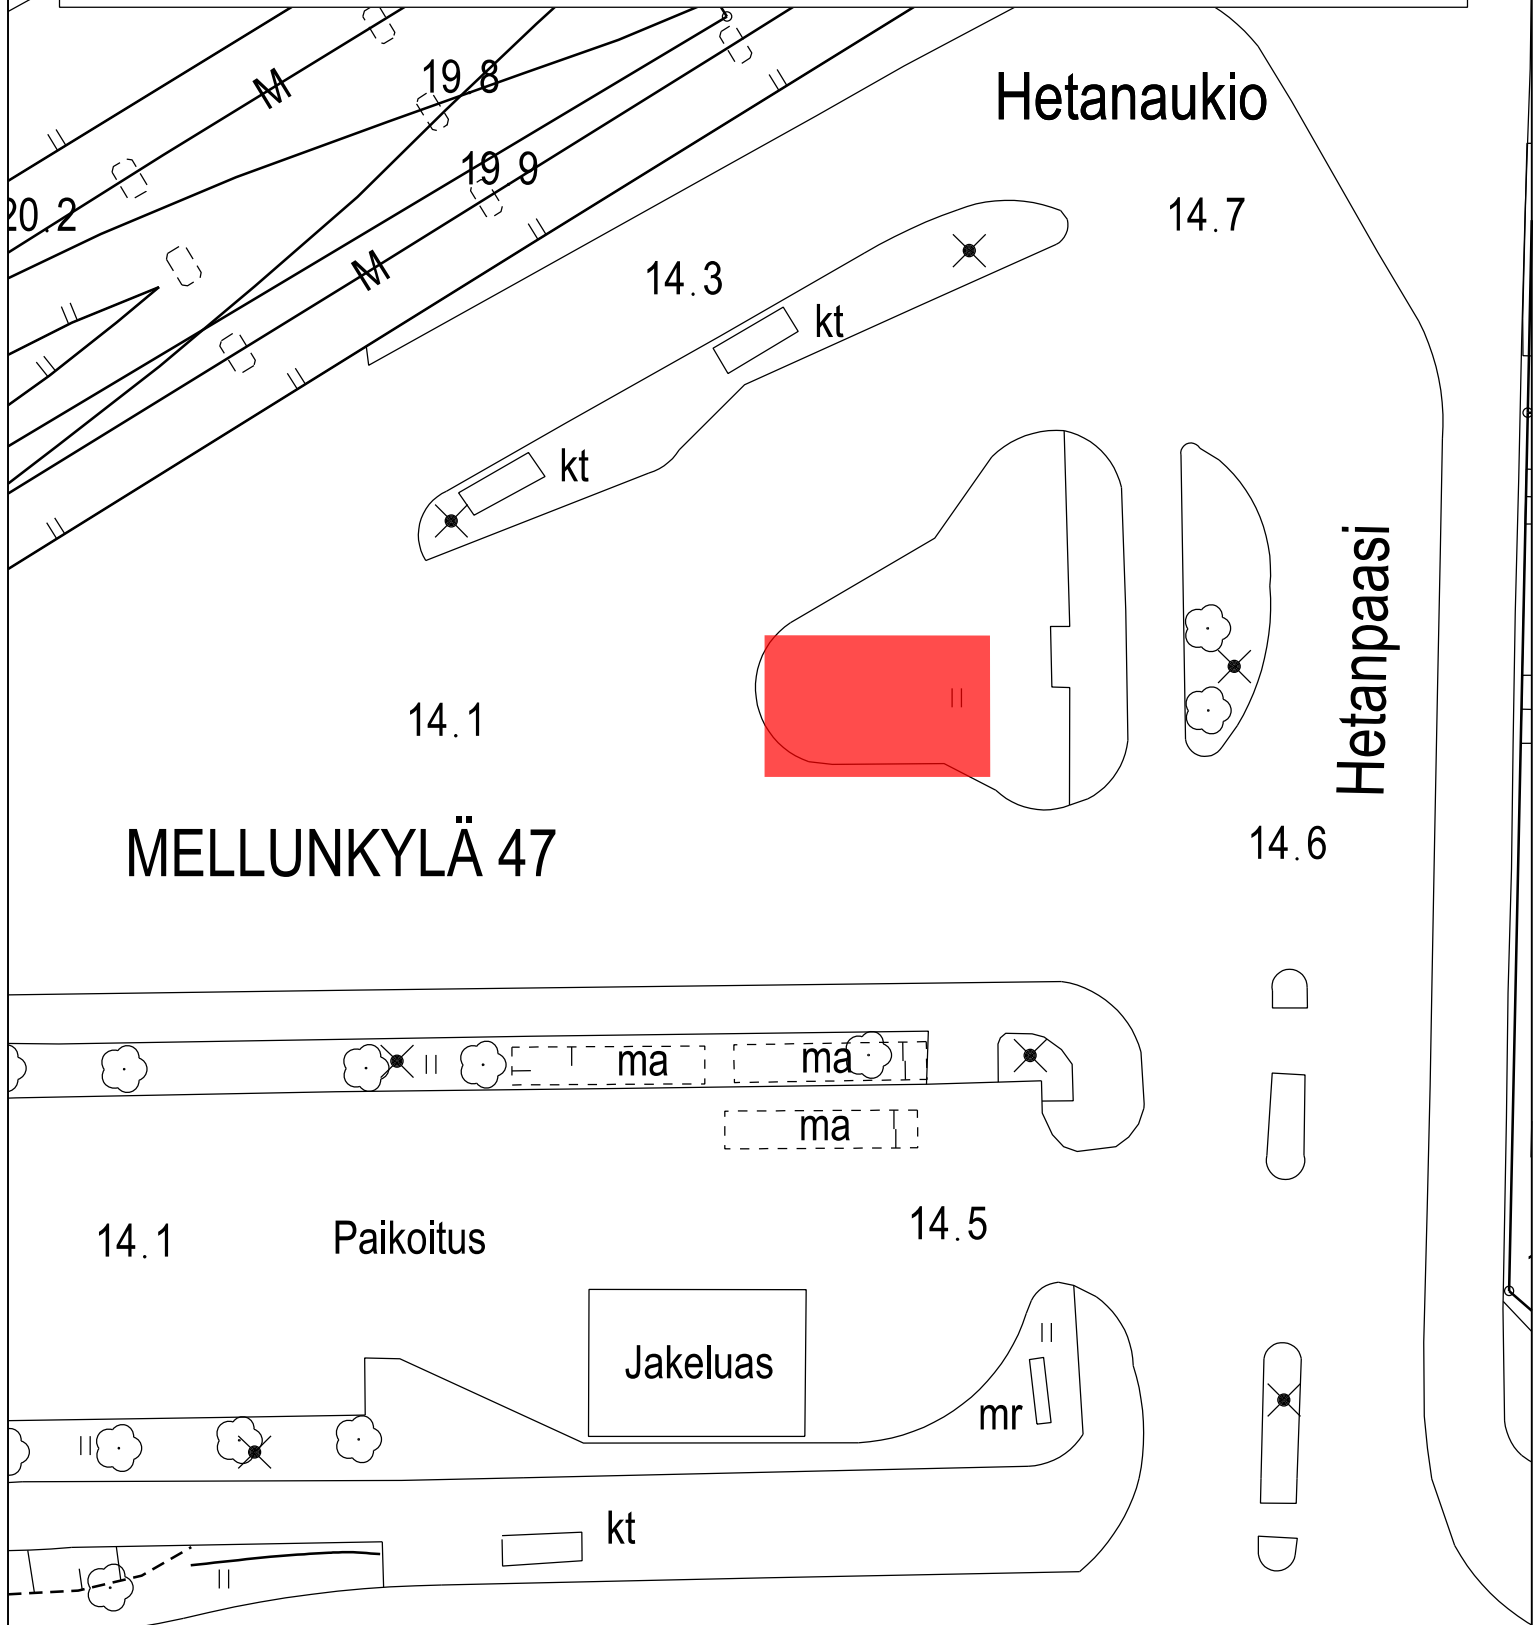 19 8
Hetanaukio
M
19 9
20.2
14.7
M
14.3
kt
kt
Hetanpaasi
14.1
14.6
MELLUNKYLÄ 47
ma
ma
ma
14.1
Paikoitus
14.5
Jakeluas
mr
kt